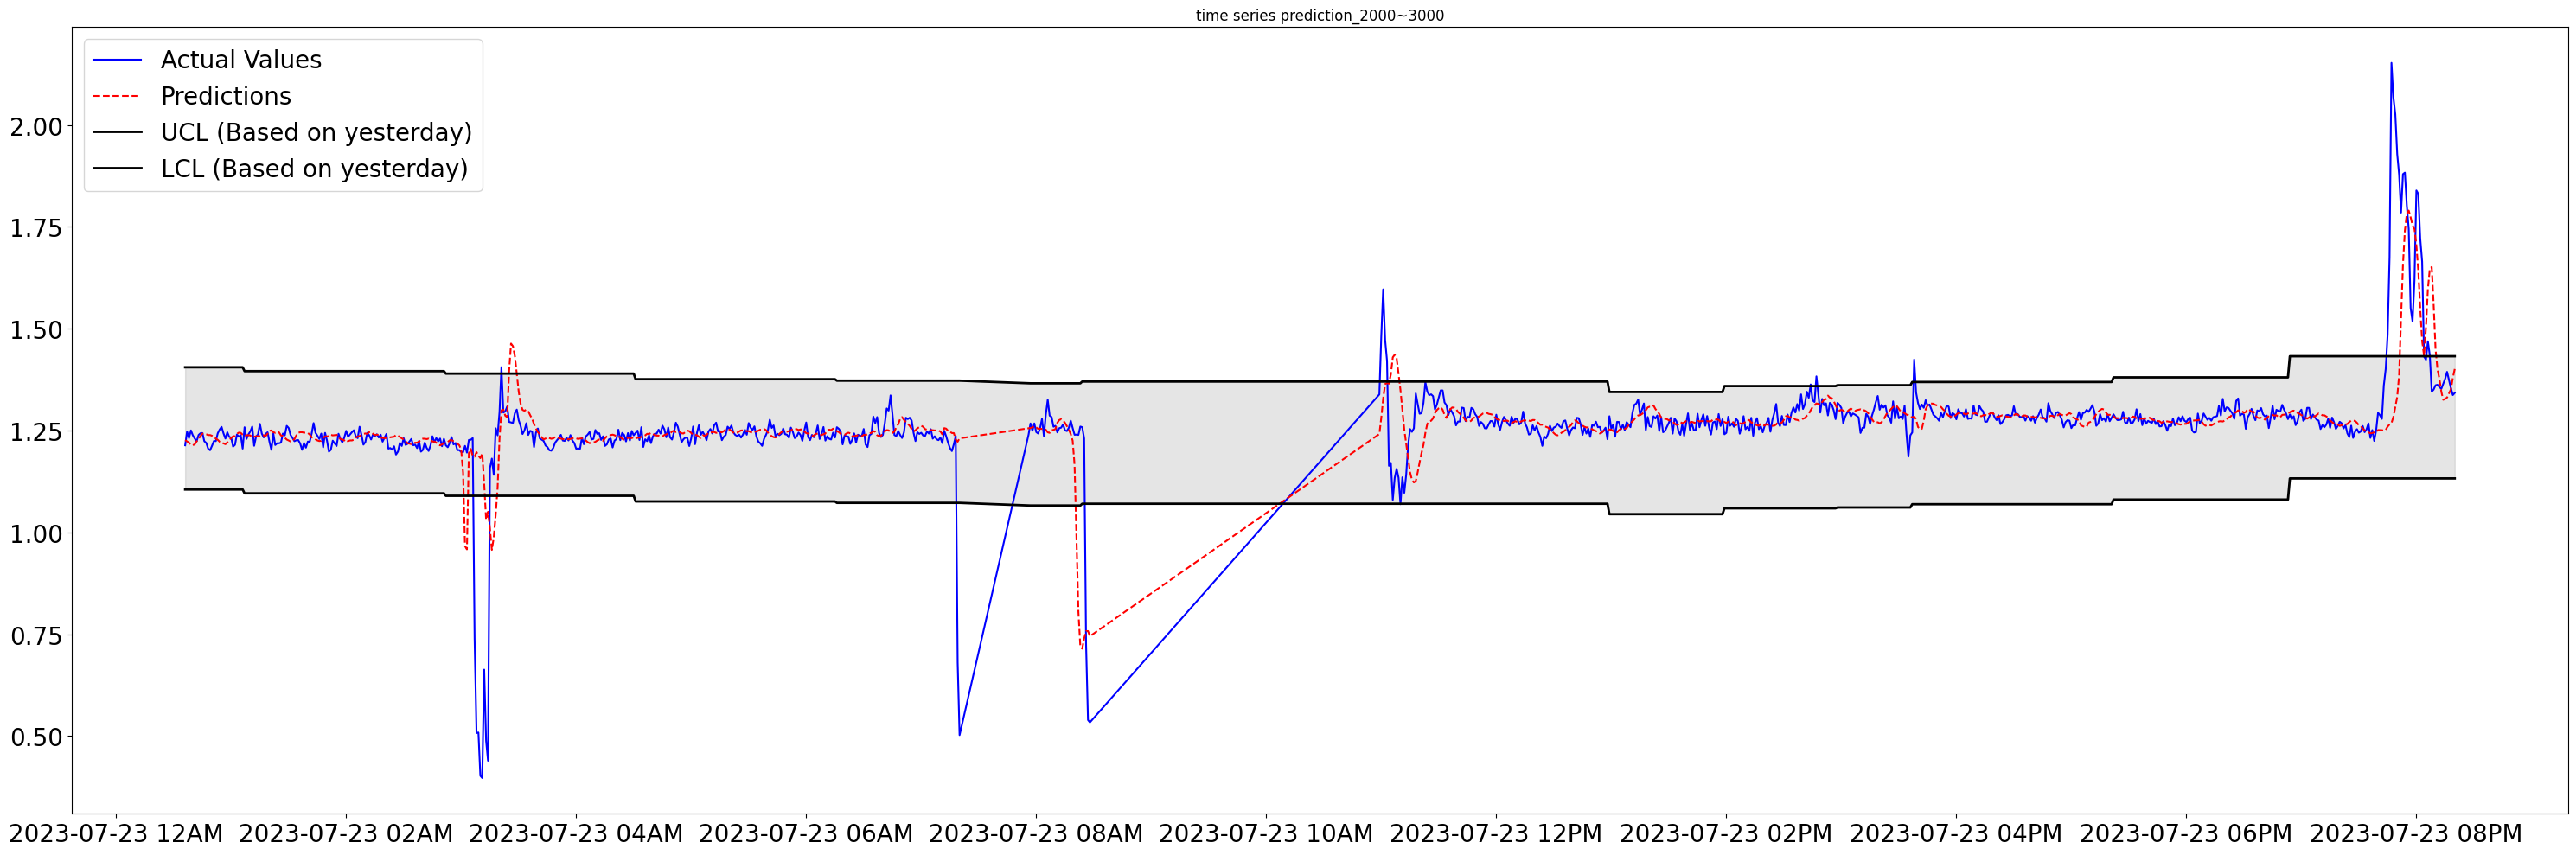 time series prediction_2000~3000
Actual Values
Predictions
UCL (Based on yesterday)
LCL (Based on yesterday)
2.00
1.75
1.50
1.25
1.00
0.75
0.50
2023-07-23 12AM 2023-07-23 02AM 2023-07-23 04AM 2023-07-23 06AM 2023-07-23 08AM 2023-07-23 10AM 2023-07-23 12PM 2023-07-23 02PM 2023-07-23 04PM 2023-07-23 06PM 2023-07-23 08PM